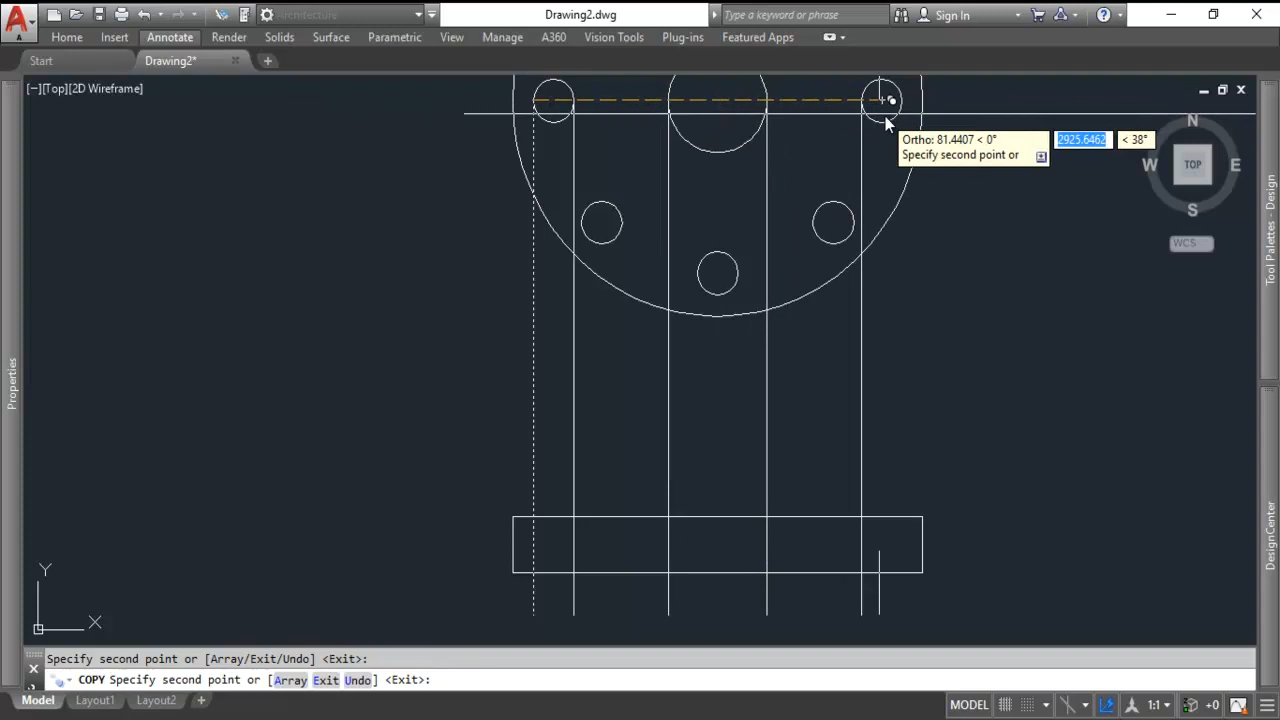 Architecture
Drawing2.dwg
Type a keyword or phrase
Sign In
Home Insert Annotate Render Solids Surface Parametric View Manage A360 Vision Tools Plug-ins Featured Apps
Start Drawing2*
[−][Top][2D Wireframe]
N
Ortho: 81.4407 < 0°
Specify second point or
2925.6462
< 38°
W TOP E
S
WCS
Tool Palettes - Design
Properties
DesignCenter
Y
X
Specify second point or [Array/Exit/Undo] <Exit>:
COPY Specify second point or [Array Exit Undo] <Exit>:
Model Layout1 Layout2 +
MODEL 1:1 +0